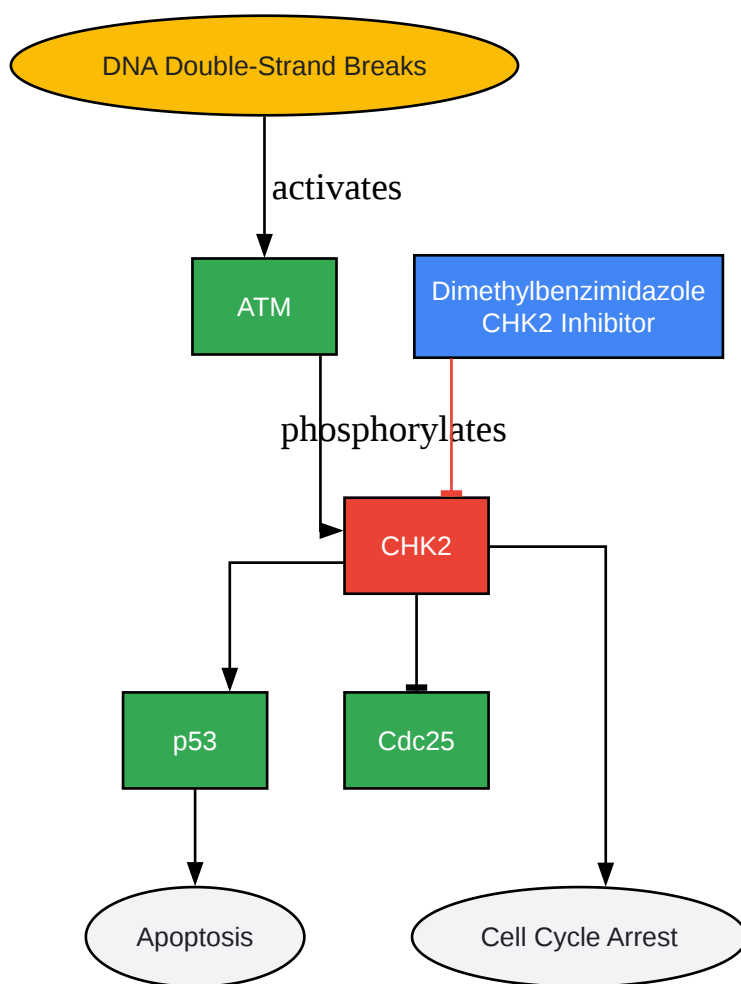 DNA Double-Strand Breaks
activates
ATM
Dimethylbenzimidazole
CHK2 Inhibitor
phosphorylates
CHK2
p53
Cdc25
Apoptosis
Cell Cycle Arrest